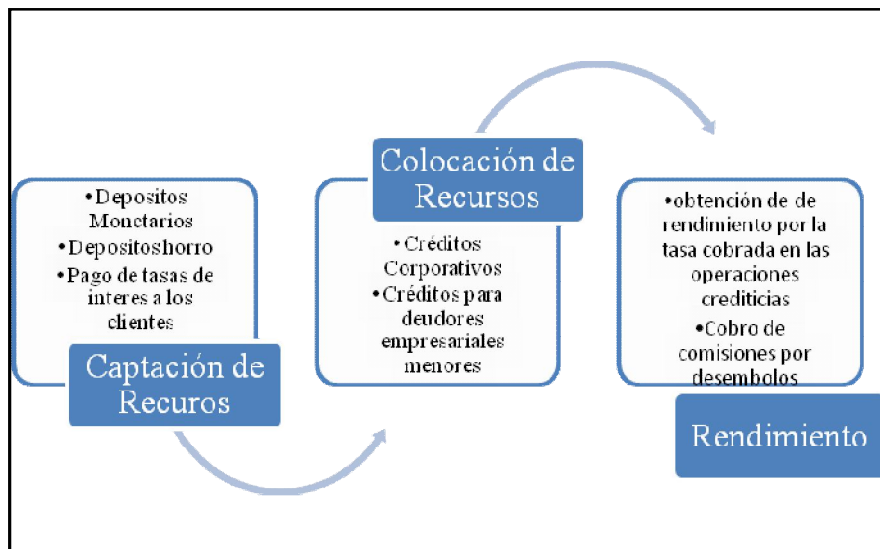 •Depositos
Monetarios
•Depositoshorro
•Pago de tasas de
interes a los
clientes
Captación de
Recuros
Colocación de
Recursos
•Créditos
Corporativos
•Créditos para
deudores
empresariales
menores
•obtención de de
rendimiento por la
tasa cobrada en las
operaciones
crediticias
•Cobro de
comisiones por
desembolos
Rendimiento